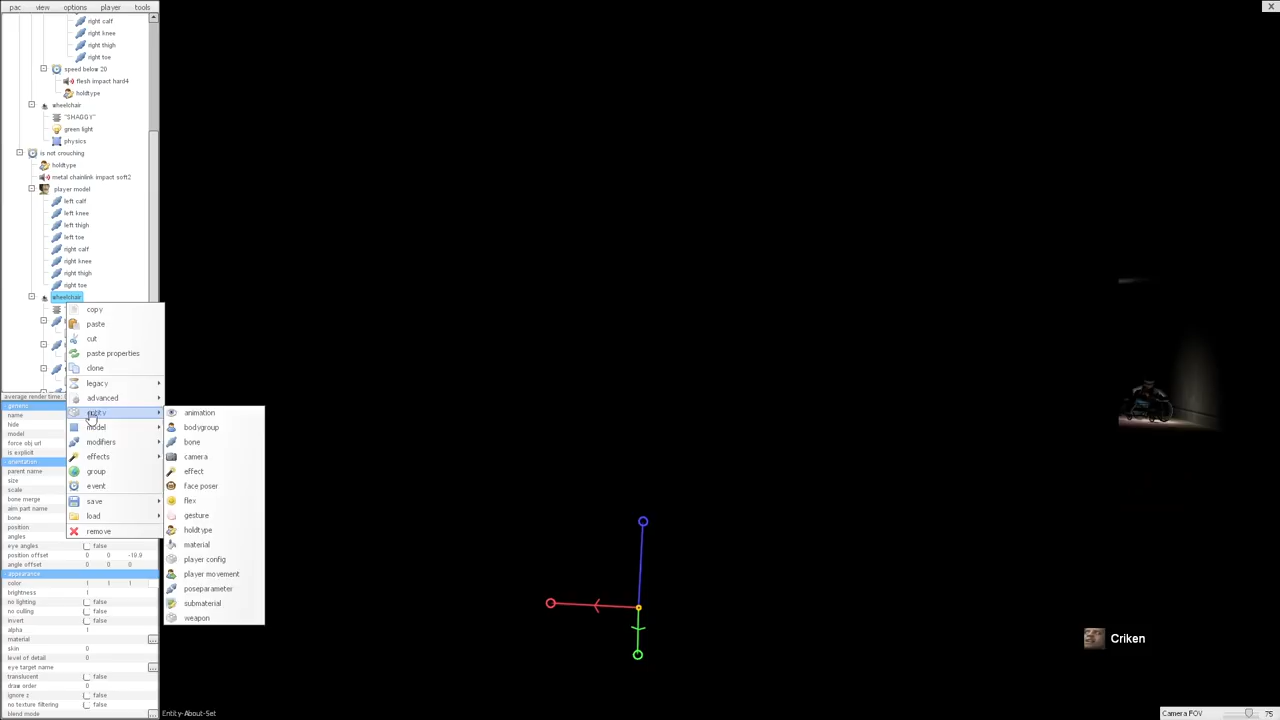 pac view options player tools
right calf
right knee
right thigh
right toe
speed below 20
flesh impact hard4
holdtype
wheelchair
"SHAGGY"
green light
physics
is not crouching
holdtype
metal chainlink impact soft2
player model
left calf
left knee
left thigh
left toe
right calf
right knee
right thigh
right toe
wheelchair
copy
paste
cut
paste properties
clone
legacy
advanced
entity
model
modifiers
effects
group
event
save
load
remove
animation
bodygroup
bone
camera
effect
face poser
flex
gesture
holdtype
material
player config
player movement
poseparameter
submaterial
weapon
average render time:
generic
name
hide
model
force obj url
is explicit
orientation
parent name
size
scale
bone merge
aim part name
bone
position
angles
eye angles false
position offset 0 0 -19.9
angle offset 0 0 0
appearance
color 1 1 1
brightness 1
no lighting false
no culling false
invert false
alpha 1
material ...
skin 0
level of detail 0
eye target name ...
translucent false
draw order 0
ignore z false
no texture filtering false
blend mode ...
Entity-About-Set
Criken
Camera FOV 75